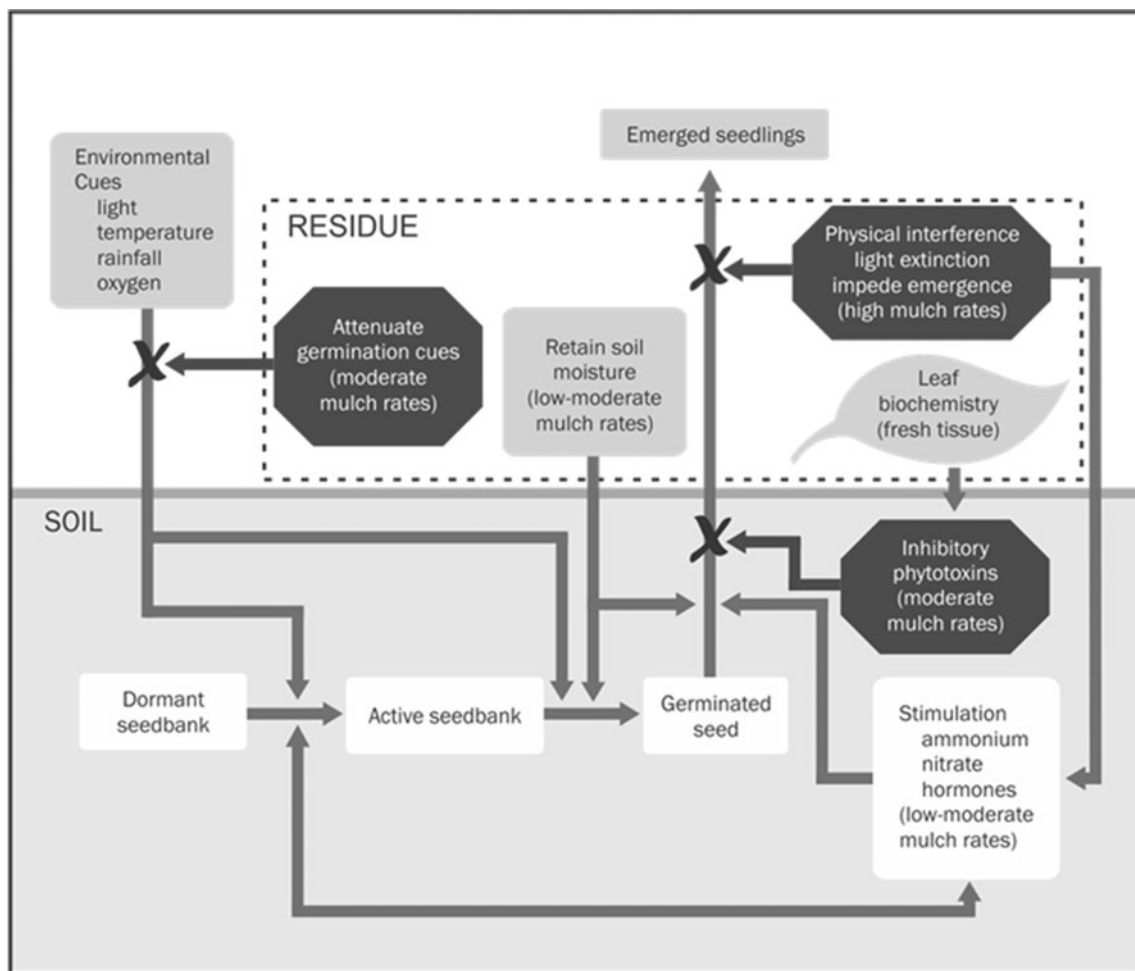 Emerged seedlings
Environmental
Cues
light
temperature
rainfall
oxygen
RESIDUE
Physical interference
light extinction
impede emergence
(high mulch rates)
Attenuate
germination cues
(moderate
mulch rates)
Retain soil
moisture
(low-moderate
mulch rates)
Leaf
biochemistry
(fresh tissue)
SOIL
Inhibitory
phytotoxins
(moderate
mulch rates)
Dormant
seedbank
Active seedbank
Germinated
seed
Stimulation
ammonium
nitrate
hormones
(low-moderate
mulch rates)